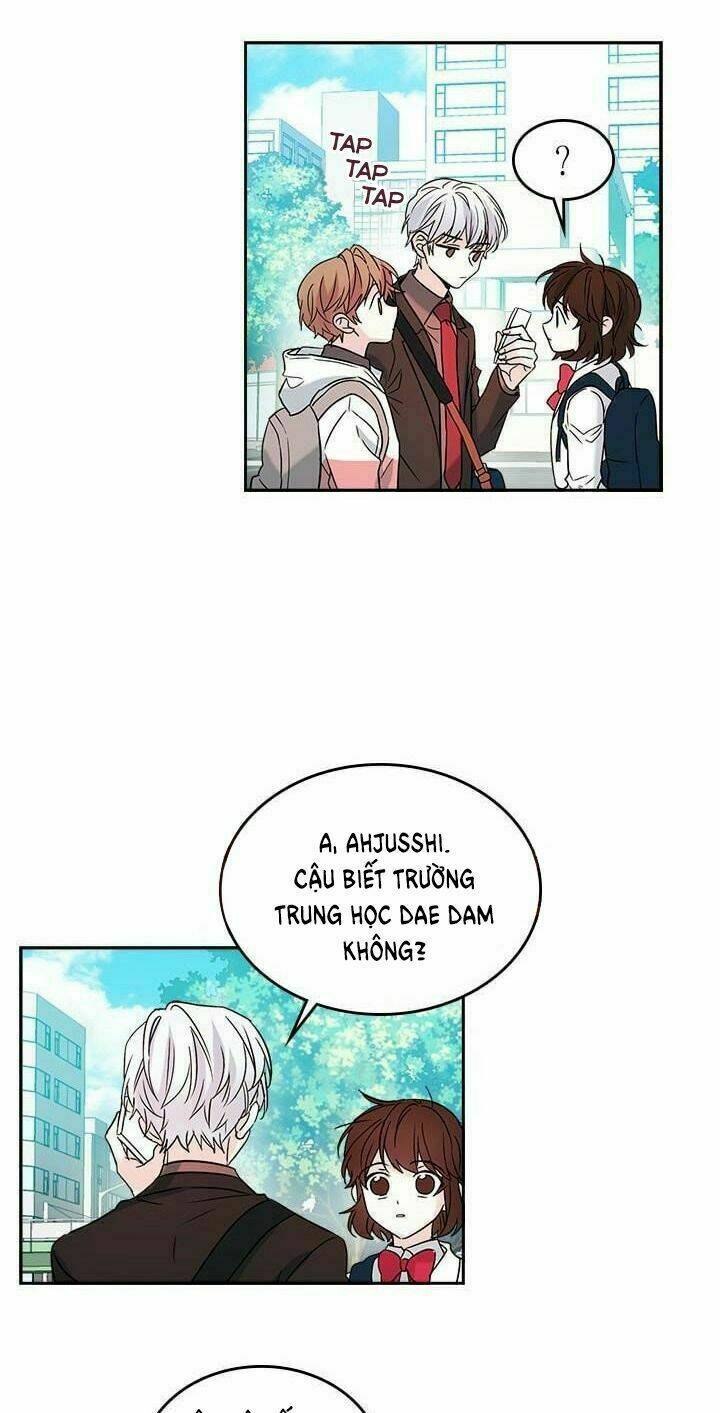 TAP
TAP
TAP
?
A, AHJUSSHI.
CẬU BIẾT TRƯỜNG
TRUNG HỌC DAE DAM
KHÔNG?